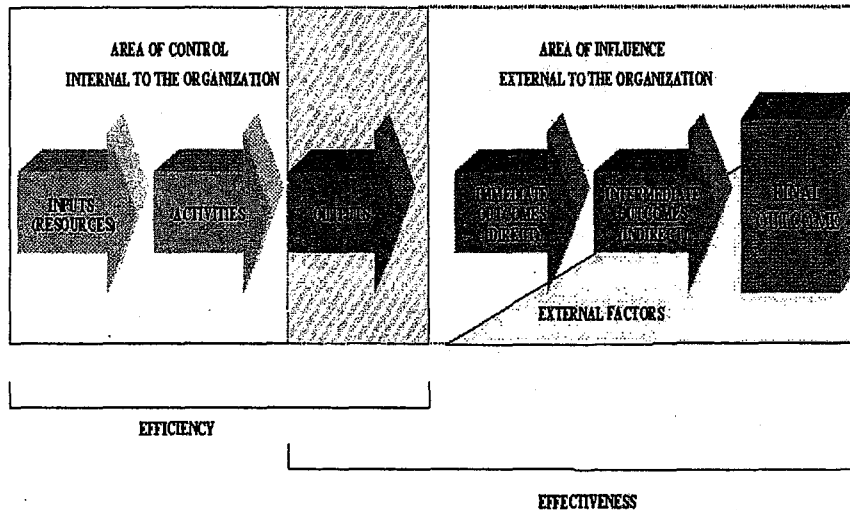 AREA OF CONTROL
INTERNAL TO THE ORGANIZATION
AREA OF INFLUENCE
EXTERNAL TO THE ORGANIZATION
INPUTS
(RESOURCES)
ACTIVITIES
OUTPUTS
IMMEDIATE
OUTCOMES
(DIRECT)
INTERMEDIATE
OUTCOMES
(INDIRECT)
FINAL
OUTCOME
EXTERNAL FACTORS
EFFICIENCY
EFFECTIVENESS